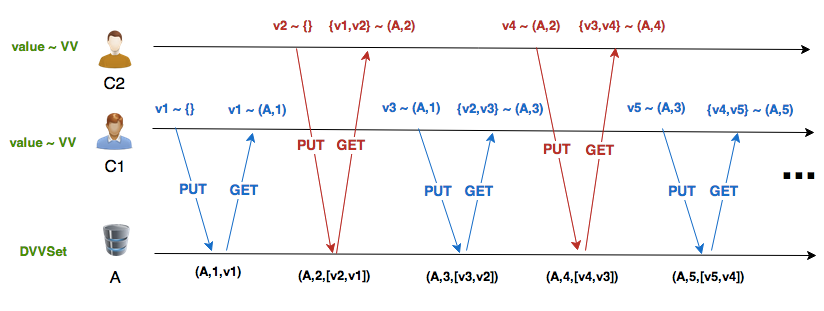 v2 ~ {} {v1,v2} ~ (A,2) v4 ~ (A,2) {v3,v4} ~ (A,4)
value ~ VV
C2
v1 ~ {} v1 ~ (A,1) v3 ~ (A,1) {v2,v3} ~ (A,3) v5 ~ (A,3) {v4,v5} ~ (A,5)
value ~ VV
PUT GET PUT GET
C1
PUT GET PUT GET PUT GET
...
DVVSet
A
(A,1,v1) (A,2,[v2,v1]) (A,3,[v3,v2]) (A,4,[v4,v3]) (A,5,[v5,v4])